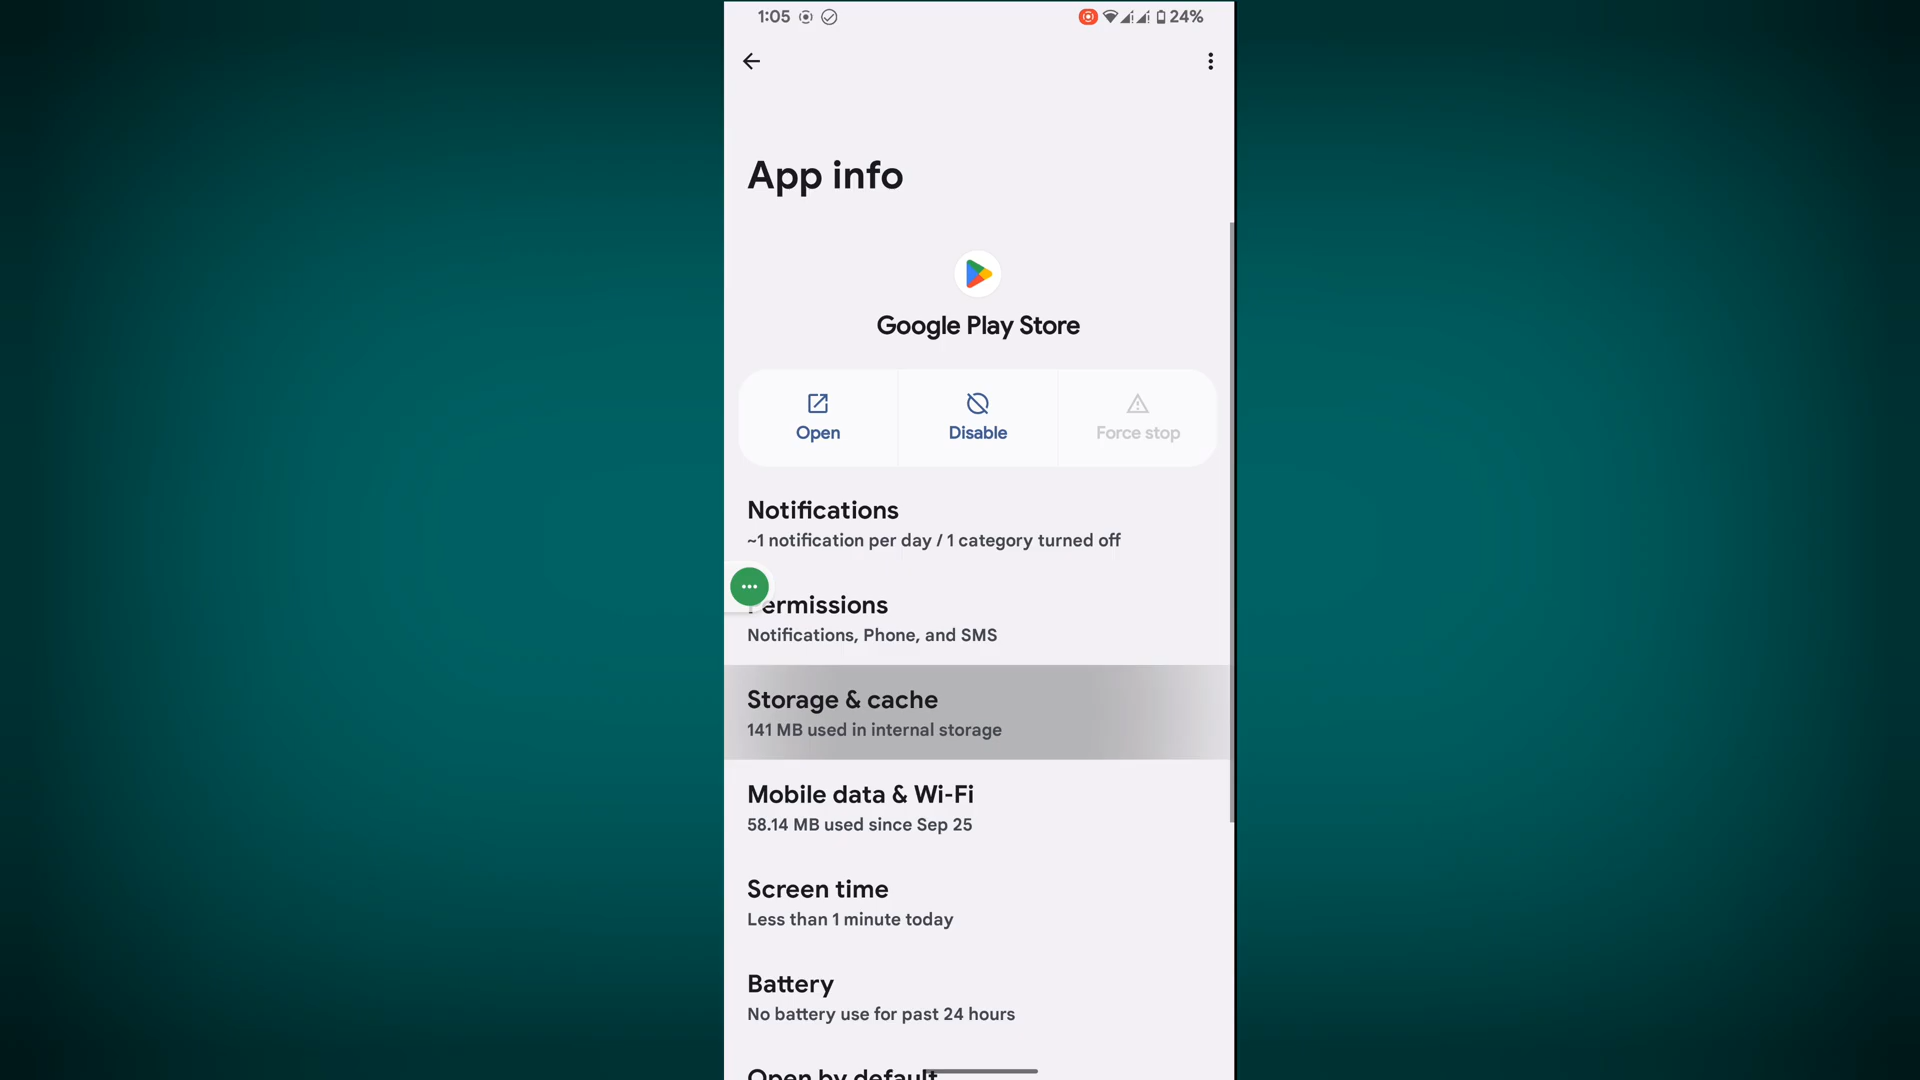 1:05
24%
App info
Google Play Store
Open
Disable
Force stop
Notifications
~1 notification per day / 1 category turned off
Permissions
Notifications, Phone, and SMS
Storage & cache
141 MB used in internal storage
Mobile data & Wi-Fi
58.14 MB used since Sep 25
Screen time
Less than 1 minute today
Battery
No battery use for past 24 hours
Open by default